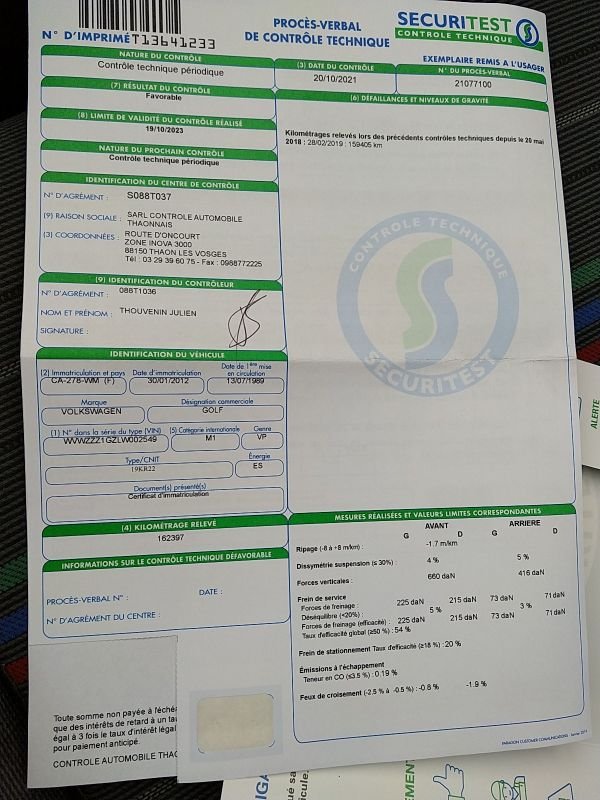 N° D'IMPRIMÉ T13641233
PROCÈS-VERBAL
DE CONTRÔLE TECHNIQUE
SECURITEST
CONTROLE TECHNIQUE
EXEMPLAIRE REMIS A L'USAGER
NATURE DU CONTRÔLE
Contrôle technique périodique
(3) DATE DU CONTRÔLE
20/10/2021
N° DU PROCÈS-VERBAL
21077100
(7) RÉSULTAT DU CONTRÔLE
Favorable
(8) LIMITE DE VALIDITÉ DU CONTRÔLE RÉALISÉ
19/10/2023
NATURE DU PROCHAIN CONTRÔLE
Contrôle technique périodique
(6) DÉFAILLANCES ET NIVEAUX DE GRAVITÉ
Kilométrages relevés lors des précédents contrôles techniques depuis le 20 mai
2018 : 28/02/2019 : 159405 km
IDENTIFICATION DU CENTRE DE CONTRÔLE
N° D'AGRÉMENT : S088T037
(9) RAISON SOCIALE : SARL CONTROLE AUTOMOBILE
THAONNAIS
(3) COORDONNÉES : ROUTE D'ONCOURT
ZONE INOVA 3000
88150 THAON LES VOSGES
Tél : 03 29 39 60 75 - Fax : 0988772225
(9) IDENTIFICATION DU CONTRÔLEUR
N° D'AGRÉMENT : 088T1036
NOM ET PRÉNOM : THOUVENIN JULIEN
SIGNATURE :
CONTROLE TECHNIQUE
SECURITEST
IDENTIFICATION DU VÉHICULE
(2) Immatriculation et pays
CA-278-WM (F)
Date d'immatriculation
30/01/2012
Date de 1ère mise
en circulation
13/07/1989
Marque
VOLKSWAGEN
Désignation commerciale
GOLF
(1) N° dans la série du type (VIN)
WVWZZZ1GZLW002549
(5) Catégorie internationale
M1
Genre
VP
Type/CNIT
19KR22
Énergie
ES
Document(s) présenté(s)
Certificat d'immatriculation
(4) KILOMÉTRAGE RELEVÉ
162397
INFORMATIONS SUR LE CONTRÔLE TECHNIQUE DÉFAVORABLE
PROCÈS-VERBAL N° : DATE :
N° D'AGRÉMENT DU CENTRE :
MESURES RÉALISÉES ET VALEURS LIMITES CORRESPONDANTES
AVANT ARRIERE
G D G D
Ripage (-8 à +8 m/km) : -1.7 m/km
Dissymétrie suspension (≤ 30%) : 4 % 5 %
Forces verticales : 660 daN 416 daN
Frein de service
Forces de freinage : 225 daN 215 daN 73 daN 71 daN
Déséquilibre (<20%) : 5 % 3 %
Forces de freinage (efficacité) : 225 daN 215 daN 73 daN 71 daN
Taux d'efficacité global (≥50 %) : 54 %
Frein de stationnement Taux d'efficacité (≥18 %) : 20 %
Émissions à l'échappement
Teneur en CO (≤3.5 %) : 0.19 %
Feux de croisement (-2.5 % à -0.5 %) : -0.8 % -1.9 %
Toute somme non payée à l'éché
que des intérêts de retard à un tau
égal à 3 fois le taux d'intérêt légal
pour paiement anticipé.
CONTROLE AUTOMOBILE THAO
PARAGON CUSTOMER COMMUNICATIONS
ALERTE
MENT